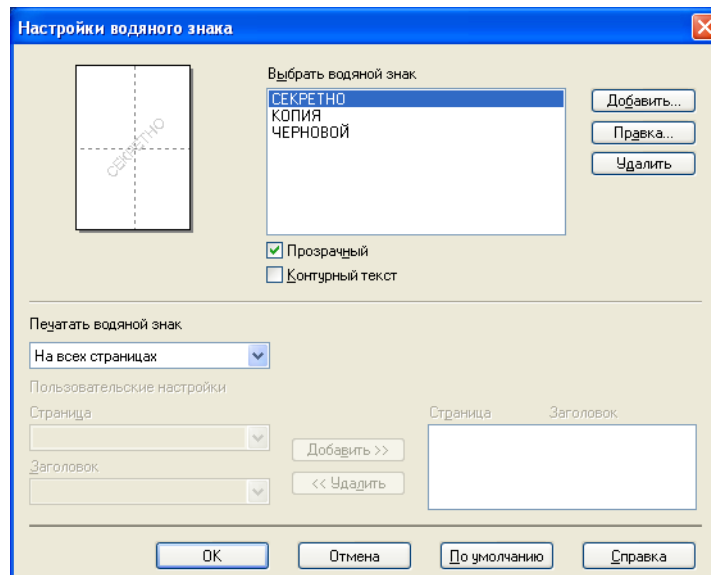 Настройки водяного знака
Выбрать водяной знак
СЕКРЕТНО
СЕКРЕТНО
КОПИЯ
ЧЕРНОВОЙ
Добавить...
Правка...
Удалить
Прозрачный
Контурный текст
Печатать водяной знак
На всех страницах
Пользовательские настройки
Страница
Заголовок
Добавить >>
<< Удалить
Страница Заголовок
OK Отмена По умолчанию Справка